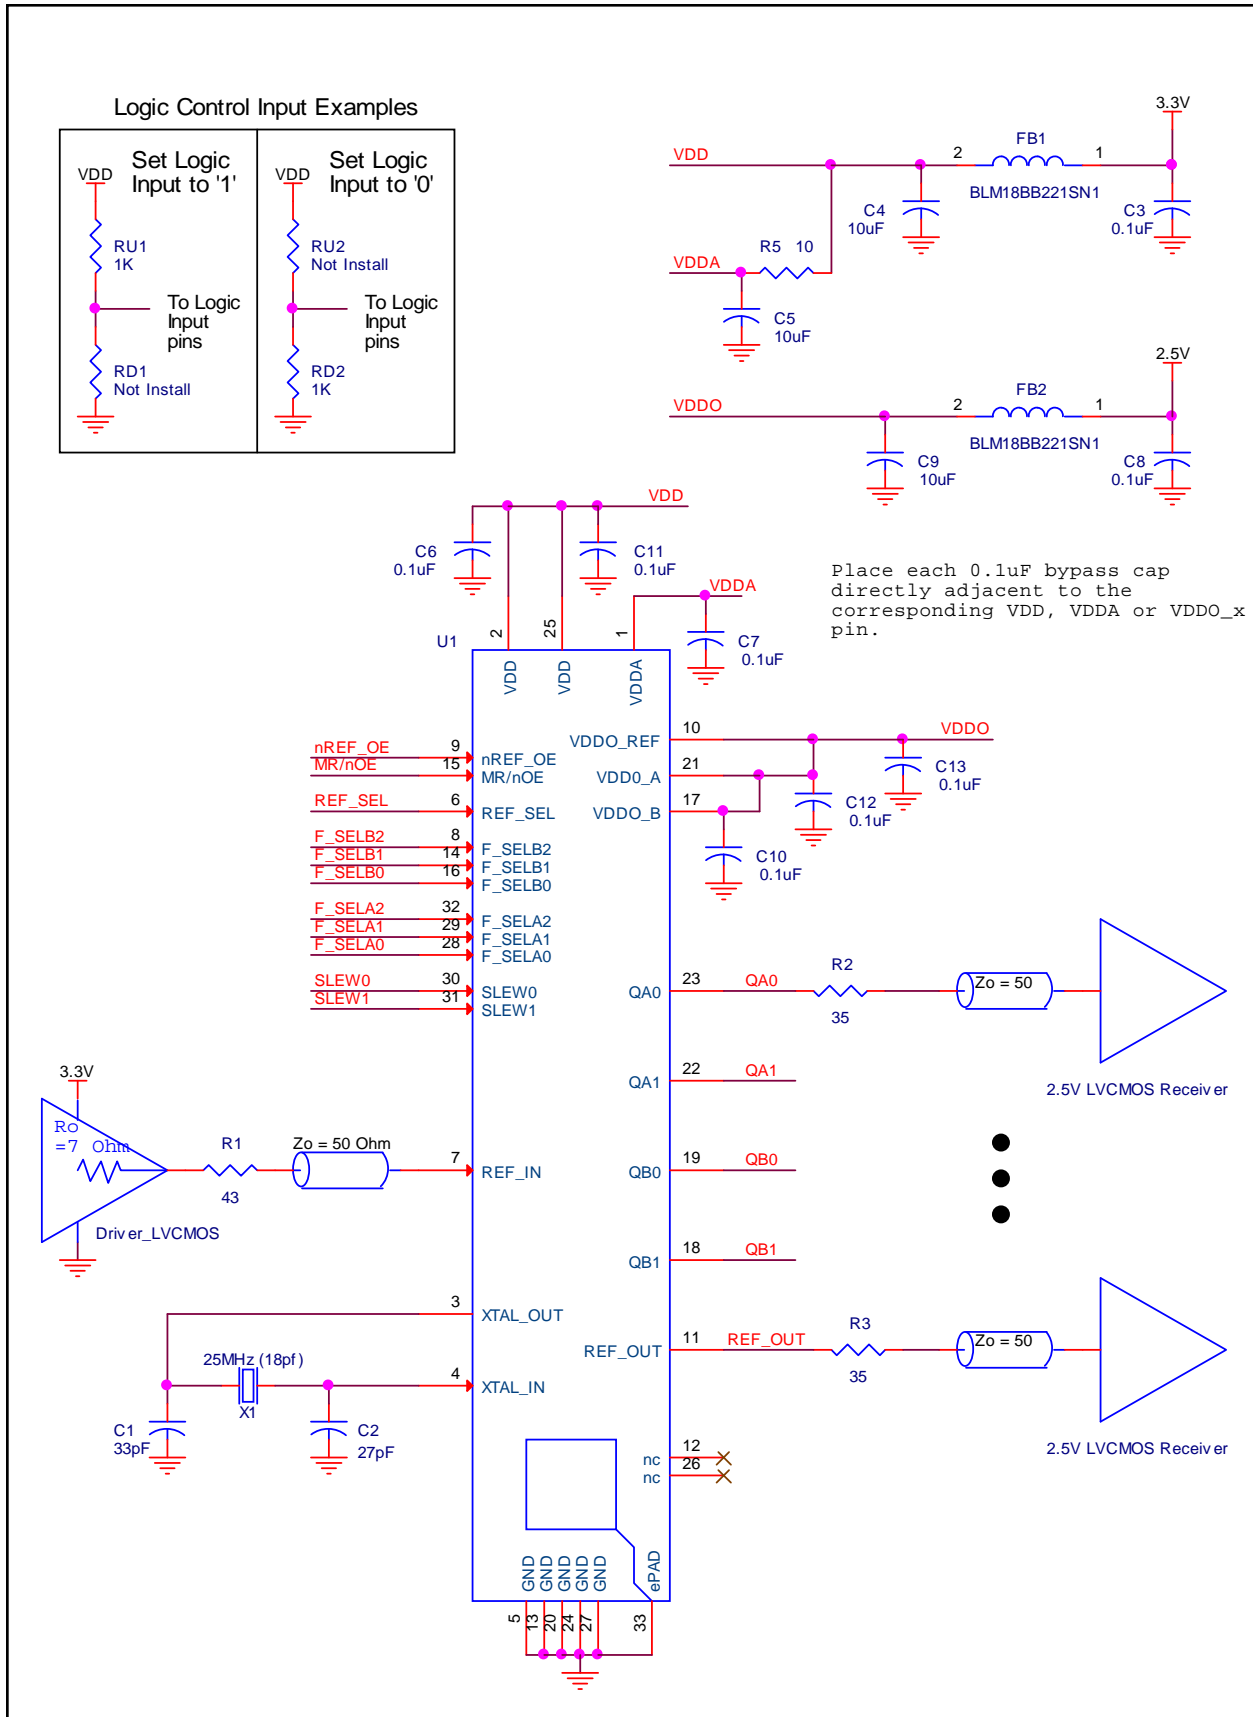 Logic Control Input Examples
VDD
Set Logic
Input to '1'
RU1
1K
To Logic
Input
pins
RD1
Not Install
VDD
Set Logic
Input to '0'
RU2
Not Install
To Logic
Input
pins
RD2
1K
3.3V
VDD
2
FB1
1
BLM18BB221SN1
C4
10uF
C3
0.1uF
R5 10
VDDA
C5
10uF
2.5V
VDDO
2
FB2
1
BLM18BB221SN1
C9
10uF
C8
0.1uF
VDD
C6
0.1uF
C11
0.1uF
VDDA
C7
0.1uF
Place each 0.1uF bypass cap
directly adjacent to the
corresponding VDD, VDDA or VDDO_x
pin.
U1
2
25
1
VDD
VDD
VDDA
nREF_OE 9 nREF_OE
MR/nOE 15 MR/nOE
REF_SEL 6 REF_SEL
F_SELB2 8 F_SELB2
F_SELB1 14 F_SELB1
F_SELB0 16 F_SELB0
F_SELA2 32 F_SELA2
F_SELA1 29 F_SELA1
F_SELA0 28 F_SELA0
SLEW0 30 SLEW0
SLEW1 31 SLEW1
VDDO_REF 10 VDDO
VDD0_A 21
VDDO_B 17
C13
0.1uF
C12
0.1uF
C10
0.1uF
QA0 23 QA0
R2
35
Zo = 50
2.5V LVCMOS Receiver
QA1 22 QA1
QB0 19 QB0
QB1 18 QB1
3.3V
Ro
=7 Ohm
Driver_LVCMOS
R1
43
Zo = 50 Ohm
7 REF_IN
3 XTAL_OUT
25MHz (18pf)
X1
4 XTAL_IN
C1
33pF
C2
27pF
REF_OUT 11 REF_OUT
R3
35
Zo = 50
2.5V LVCMOS Receiver
nc 12
nc 26
GND
GND
GND
GND
GND
ePAD
5
13
20
24
27
33